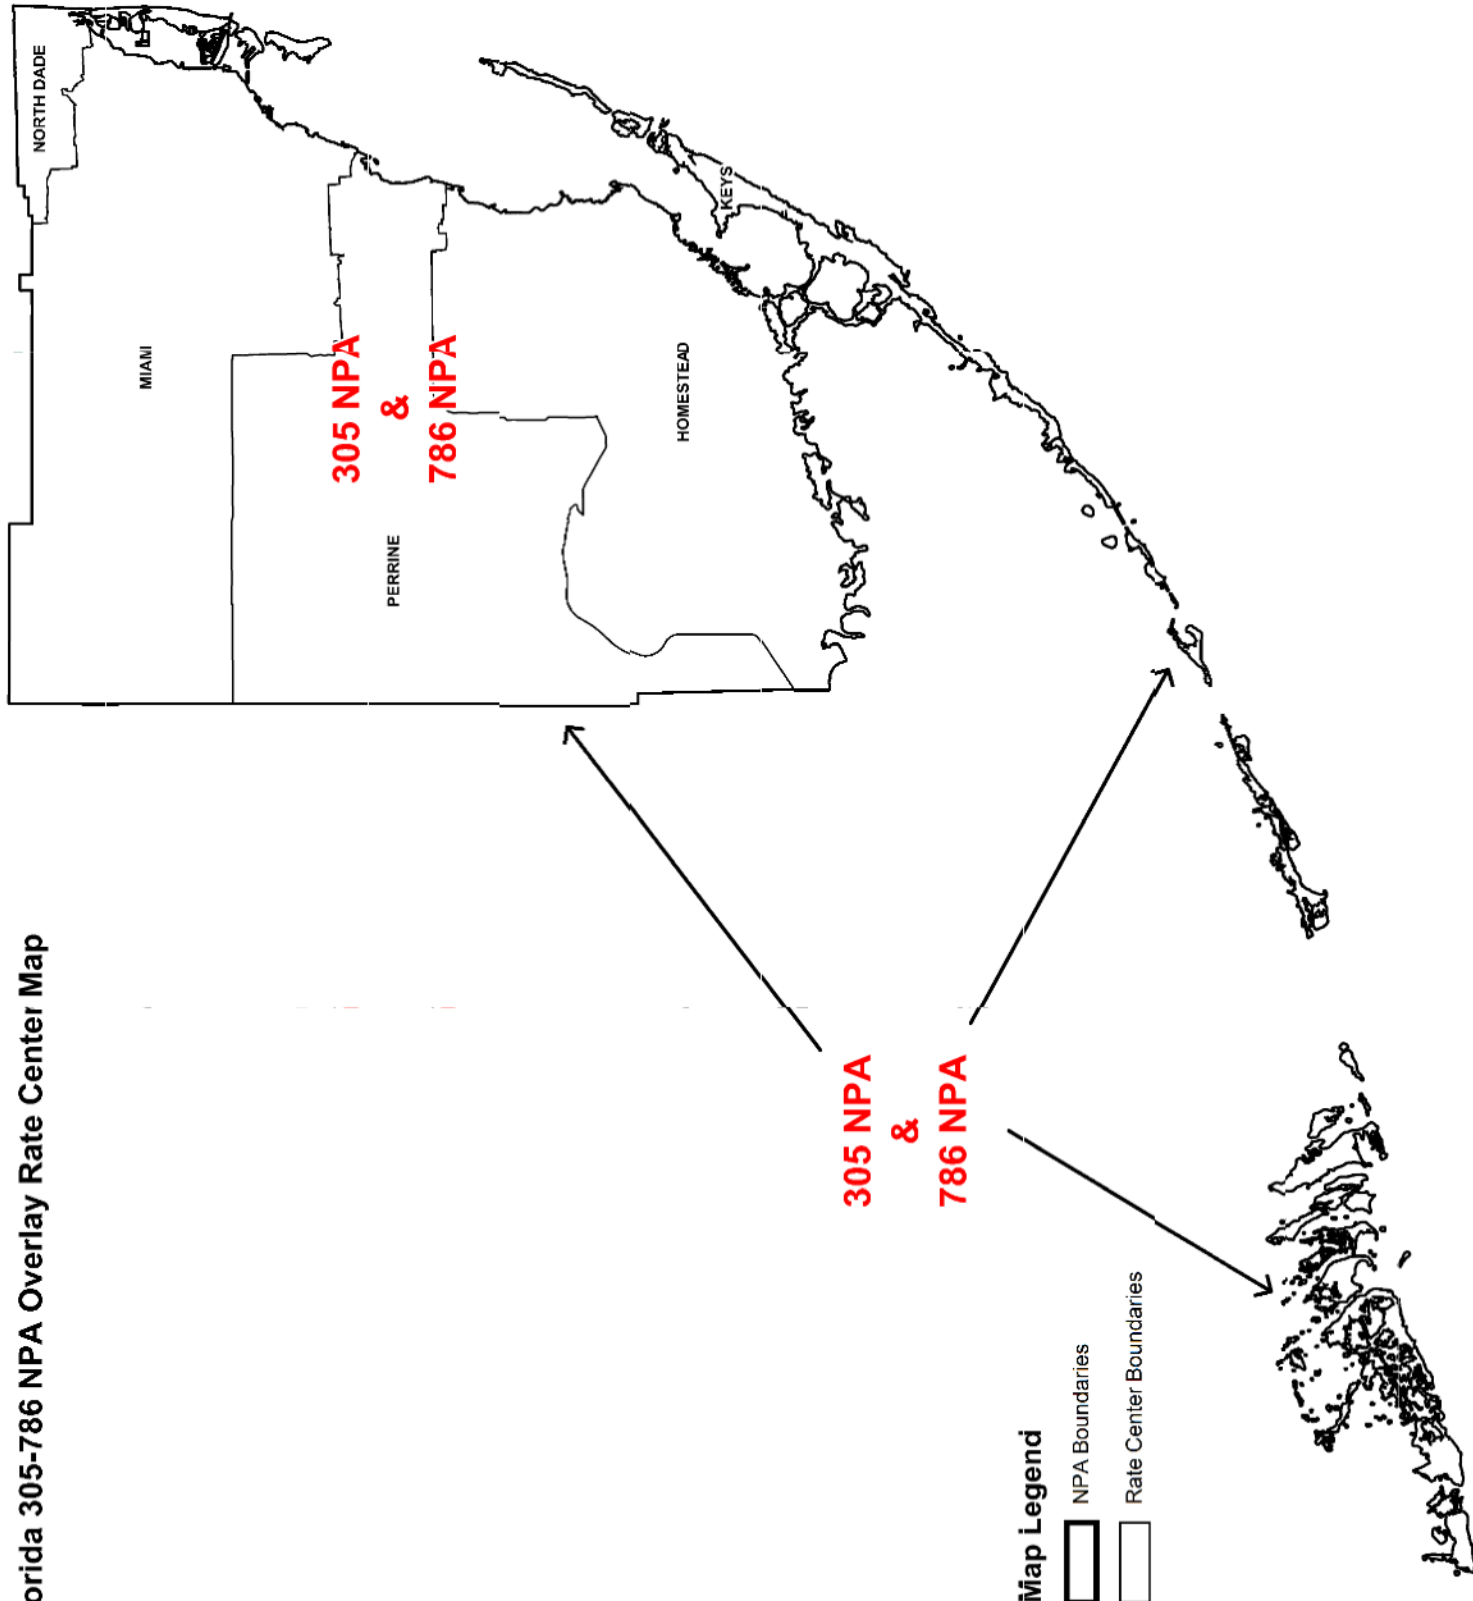 orida 305-786 NPA Overlay Rate Center Map
NORTH DADE
MIAMI
305 NPA
&
786 NPA
PERRINE
HOMESTEAD
KEYS
305 NPA
&
786 NPA
Map Legend
NPA Boundaries
Rate Center Boundaries